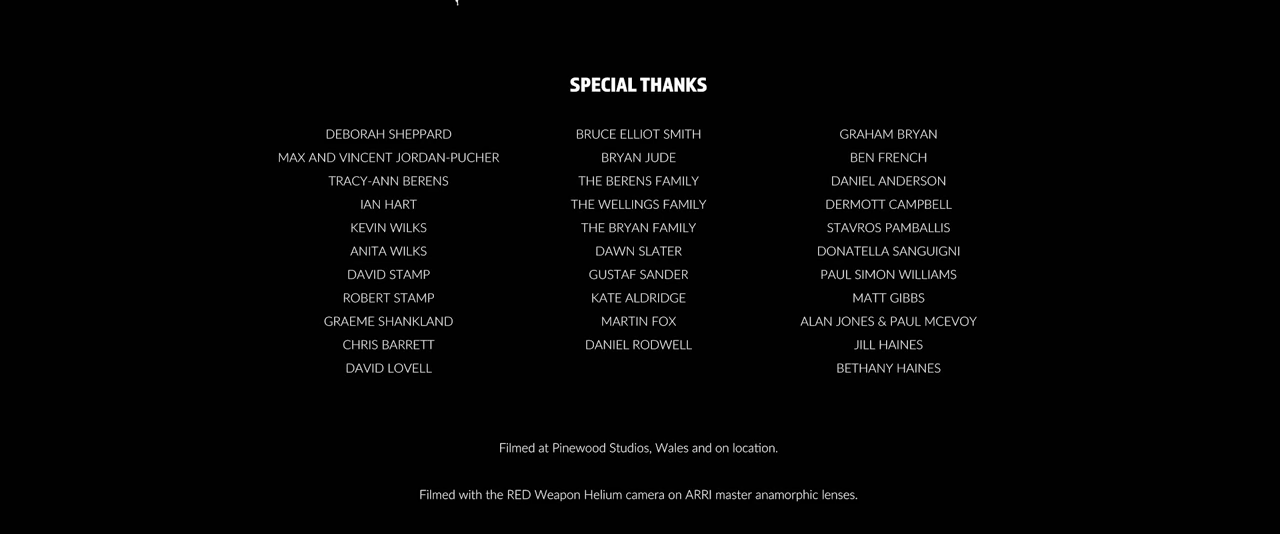 SPECIAL THANKS
DEBORAH SHEPPARD
MAX AND VINCENT JORDAN-PUCHER
TRACY-ANN BERENS
IAN HART
KEVIN WILKS
ANITA WILKS
DAVID STAMP
ROBERT STAMP
GRAEME SHANKLAND
CHRIS BARRETT
DAVID LOVELL
BRUCE ELLIOT SMITH
BRYAN JUDE
THE BERENS FAMILY
THE WELLINGS FAMILY
THE BRYAN FAMILY
DAWN SLATER
GUSTAF SANDER
KATE ALDRIDGE
MARTIN FOX
DANIEL RODWELL
GRAHAM BRYAN
BEN FRENCH
DANIEL ANDERSON
DERMOTT CAMPBELL
STAVROS PAMBALLIS
DONATELLA SANGUIGNI
PAUL SIMON WILLIAMS
MATT GIBBS
ALAN JONES & PAUL MCEVOY
JILL HAINES
BETHANY HAINES
Filmed at Pinewood Studios, Wales and on location.
Filmed with the RED Weapon Helium camera on ARRI master anamorphic lenses.